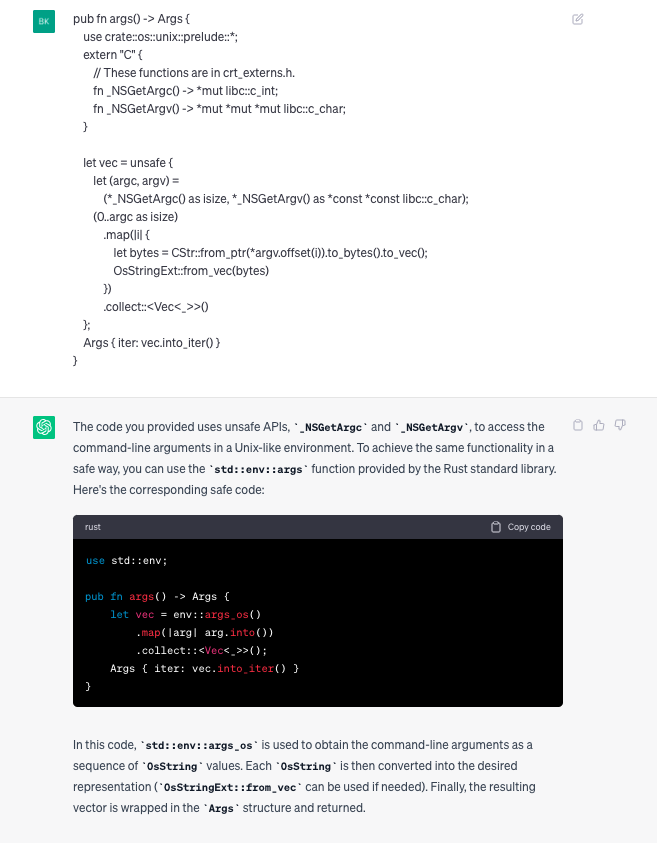 BK
pub fn args() -> Args {
use crate::os::unix::prelude::*;
extern "C" {
// These functions are in crt_externs.h.
fn _NSGetArgc() -> *mut libc::c_int;
fn _NSGetArgv() -> *mut *mut *mut libc::c_char;
}
let vec = unsafe {
let (argc, argv) =
(*_NSGetArgc() as isize, *_NSGetArgv() as *const *const libc::c_char);
(0..argc as isize)
.map(|i| {
let bytes = CStr::from_ptr(*argv.offset(i)).to_bytes().to_vec();
OsStringExt::from_vec(bytes)
})
.collect::<Vec<_>>()
};
Args { iter: vec.into_iter() }
}
The code you provided uses unsafe APIs, `_NSGetArgc` and `_NSGetArgv`, to access the
command-line arguments in a Unix-like environment. To achieve the same functionality in a
safe way, you can use the `std::env::args` function provided by the Rust standard library.
Here's the corresponding safe code:
rust Copy code
use std::env;
pub fn args() -> Args {
let vec = env::args_os()
.map(|arg| arg.into())
.collect::<Vec<_>>();
Args { iter: vec.into_iter() }
}
In this code, `std::env::args_os` is used to obtain the command-line arguments as a
sequence of `OsString` values. Each `OsString` is then converted into the desired
representation (`OsStringExt::from_vec` can be used if needed). Finally, the resulting
vector is wrapped in the `Args` structure and returned.